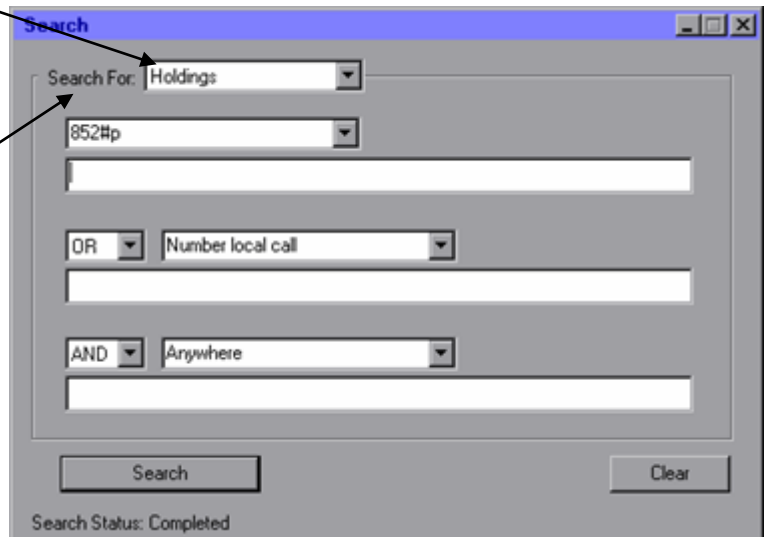 Search
Search For: Holdings
852#p
OR Number local call
AND Anywhere
Search Clear
Search Status: Completed